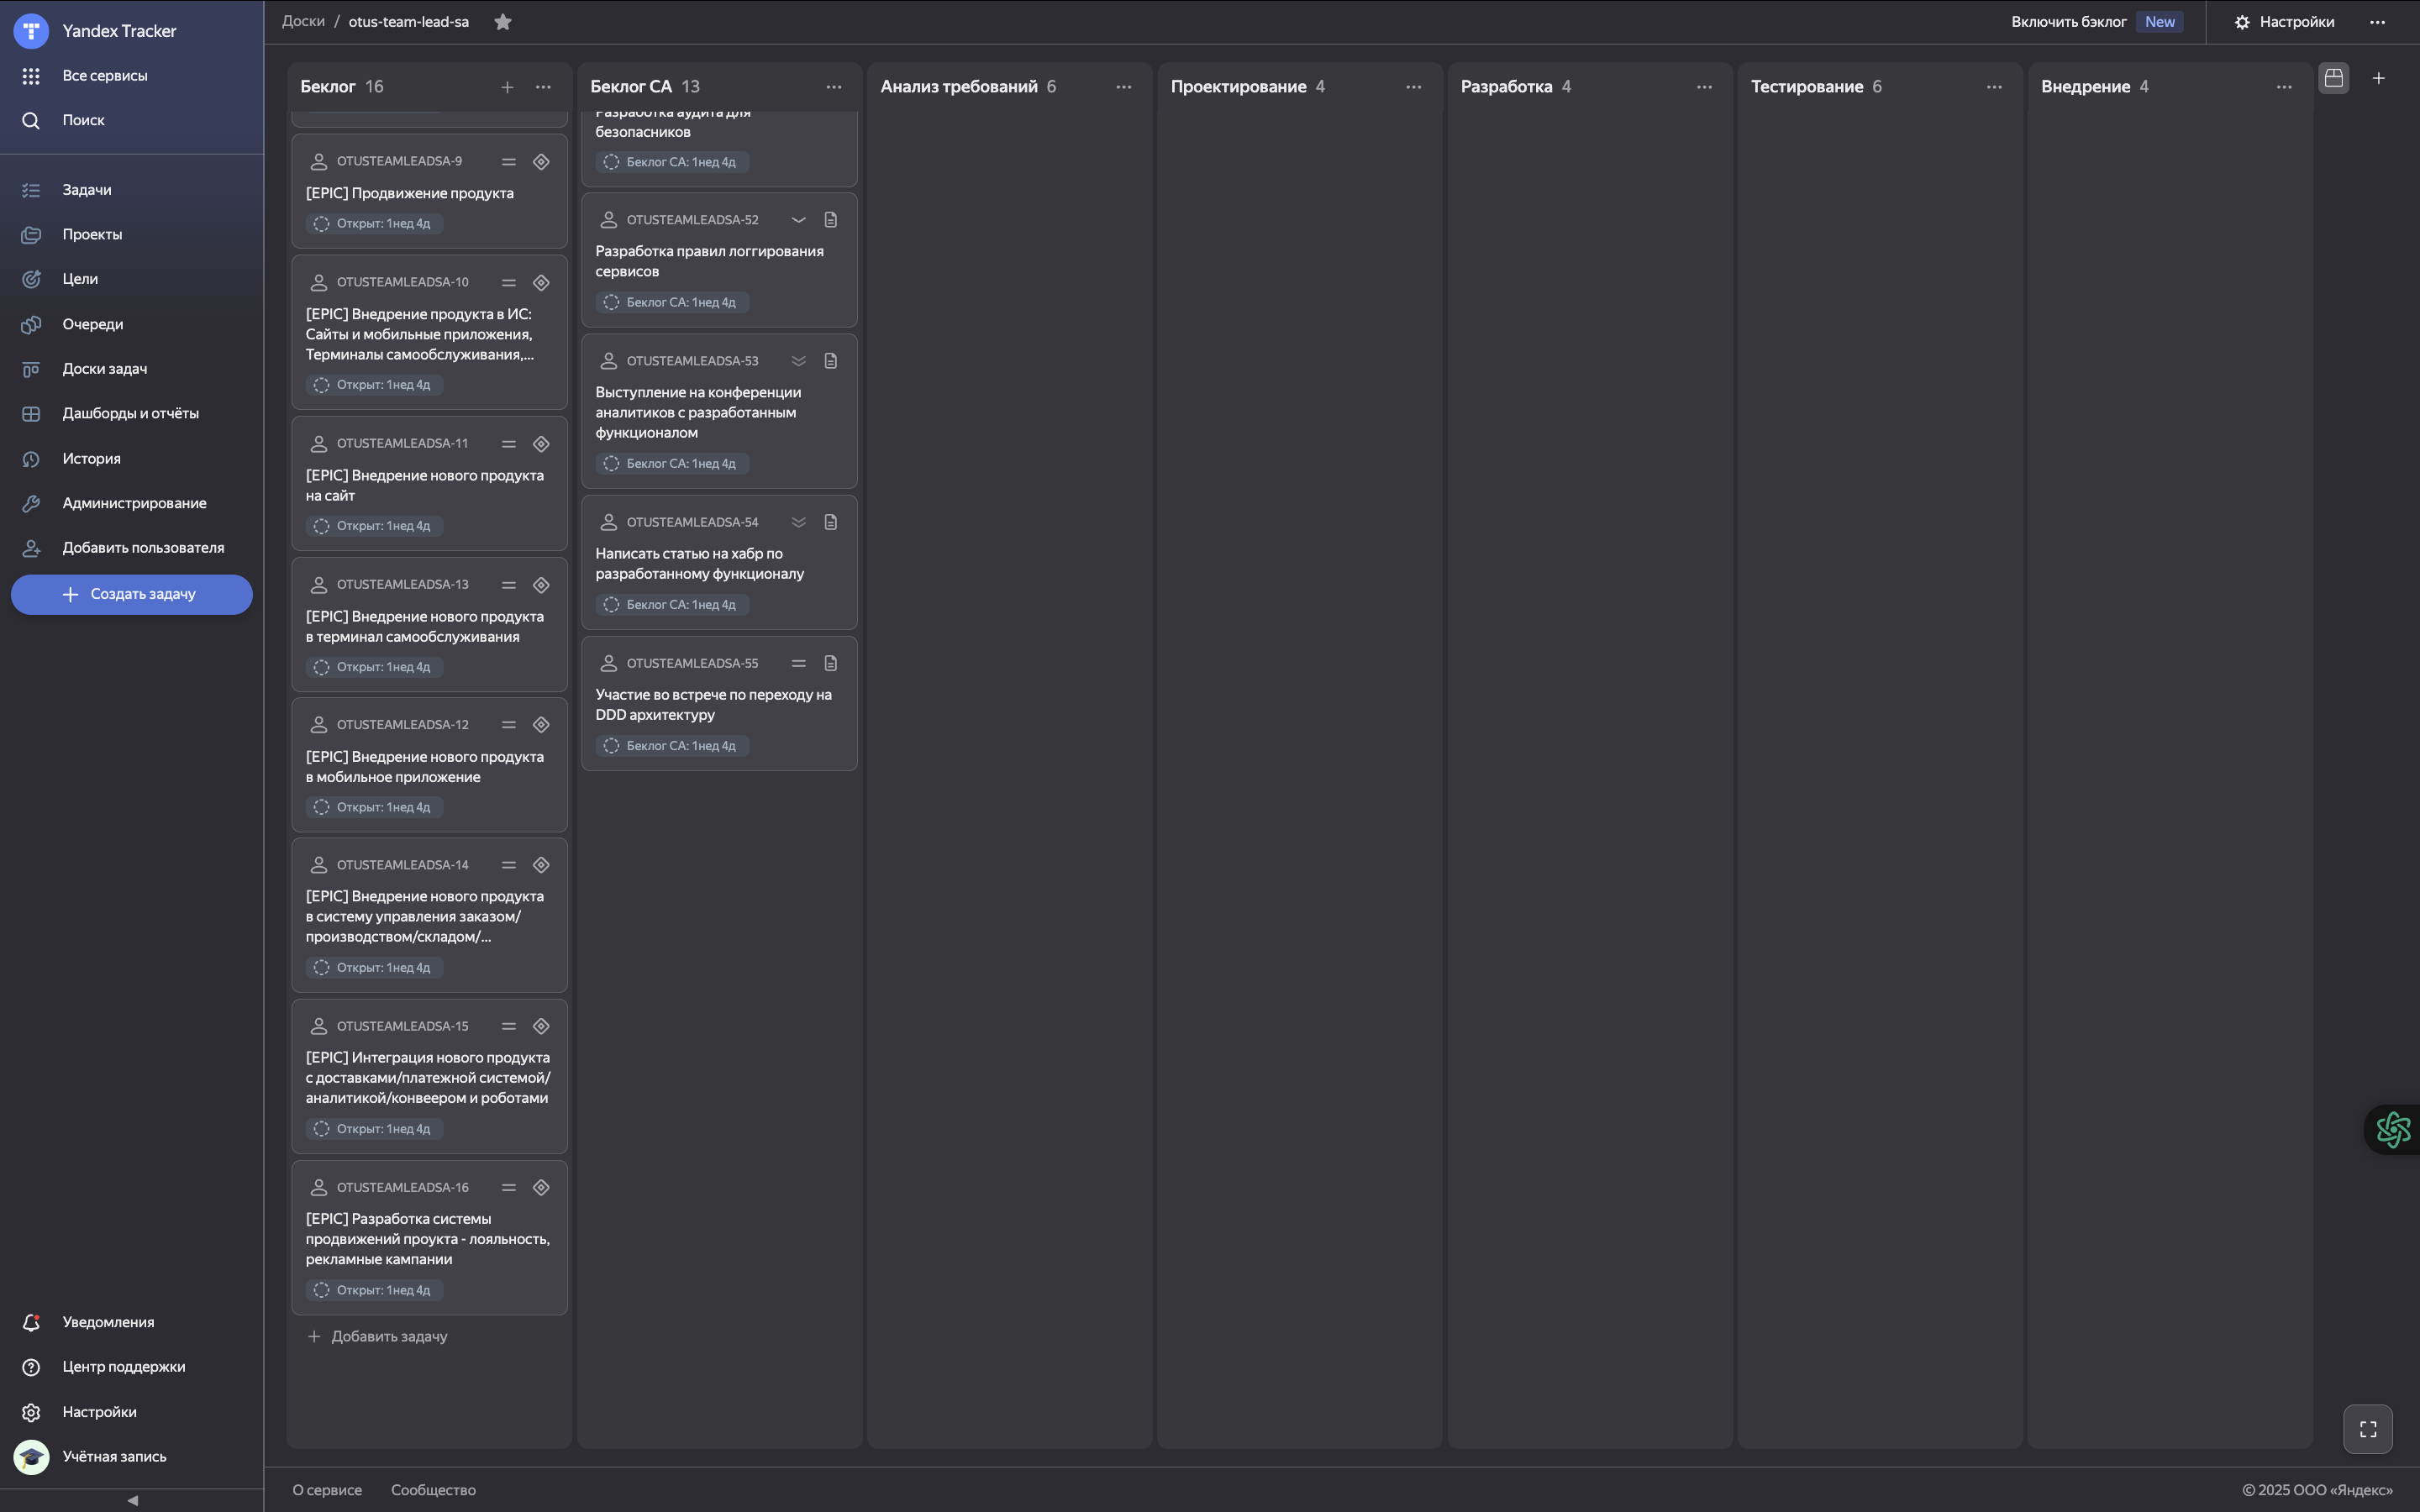 Yandex Tracker
Все сервисы
Поиск
Задачи
Проекты
Цели
Очереди
Доски задач
Дашборды и отчёты
История
Администрирование
Добавить пользователя
Создать задачу
Уведомления
Центр поддержки
Настройки
Учётная запись
Доски / otus-team-lead-sa
Включить бэклог New
Настройки
Беклог 16
OTUSTEAMLEADSA-9
[EPIC] Продвижение продукта
Открыт: 1нед 4д
OTUSTEAMLEADSA-10
[EPIC] Внедрение продукта в ИС:
Сайты и мобильные приложения,
Терминалы самообслуживания,...
Открыт: 1нед 4д
OTUSTEAMLEADSA-11
[EPIC] Внедрение нового продукта
на сайт
Открыт: 1нед 4д
OTUSTEAMLEADSA-13
[EPIC] Внедрение нового продукта
в терминал самообслуживания
Открыт: 1нед 4д
OTUSTEAMLEADSA-12
[EPIC] Внедрение нового продукта
в мобильное приложение
Открыт: 1нед 4д
OTUSTEAMLEADSA-14
[EPIC] Внедрение нового продукта
в систему управления заказом/
производством/складом/...
Открыт: 1нед 4д
OTUSTEAMLEADSA-15
[EPIC] Интеграция нового продукта
с доставками/платежной системой/
аналитикой/конвеером и роботами
Открыт: 1нед 4д
OTUSTEAMLEADSA-16
[EPIC] Разработка системы
продвижений проукта - лояльность,
рекламные кампании
Открыт: 1нед 4д
Добавить задачу
Беклог СА 13
Разработка аудита для
безопасников
Беклог СА: 1нед 4д
OTUSTEAMLEADSA-52
Разработка правил логгирования
сервисов
Беклог СА: 1нед 4д
OTUSTEAMLEADSA-53
Выступление на конференции
аналитиков с разработанным
функционалом
Беклог СА: 1нед 4д
OTUSTEAMLEADSA-54
Написать статью на хабр по
разработанному функционалу
Беклог СА: 1нед 4д
OTUSTEAMLEADSA-55
Участие во встрече по переходу на
DDD архитектуру
Беклог СА: 1нед 4д
Анализ требований 6
Проектирование 4
Разработка 4
Тестирование 6
Внедрение 4
О сервисе
Сообщество
© 2025 ООО «Яндекс»